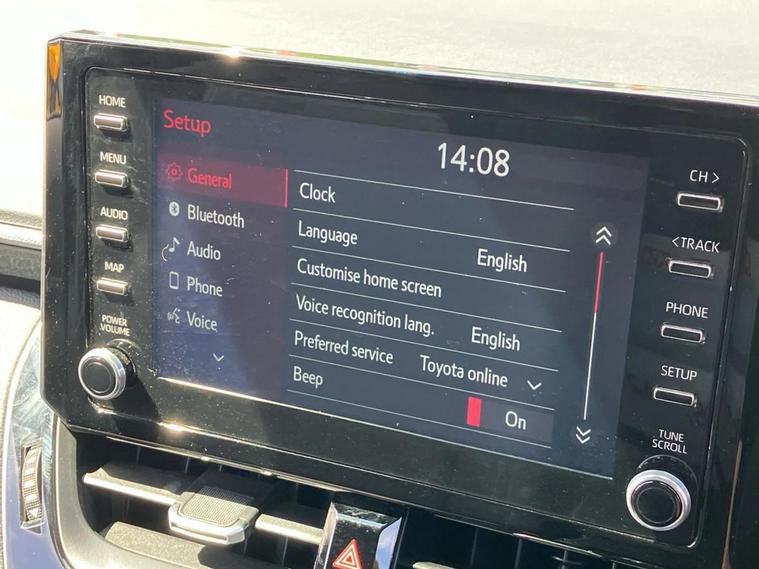 HOME
MENU
AUDIO
MAP
POWER
VOLUME
Setup
14:08
General
Bluetooth
Audio
Phone
Voice
Clock
Language English
Customise home screen
Voice recognition lang. English
Preferred service Toyota online
Beep
On
CH >
< TRACK
PHONE
SETUP
TUNE
SCROLL